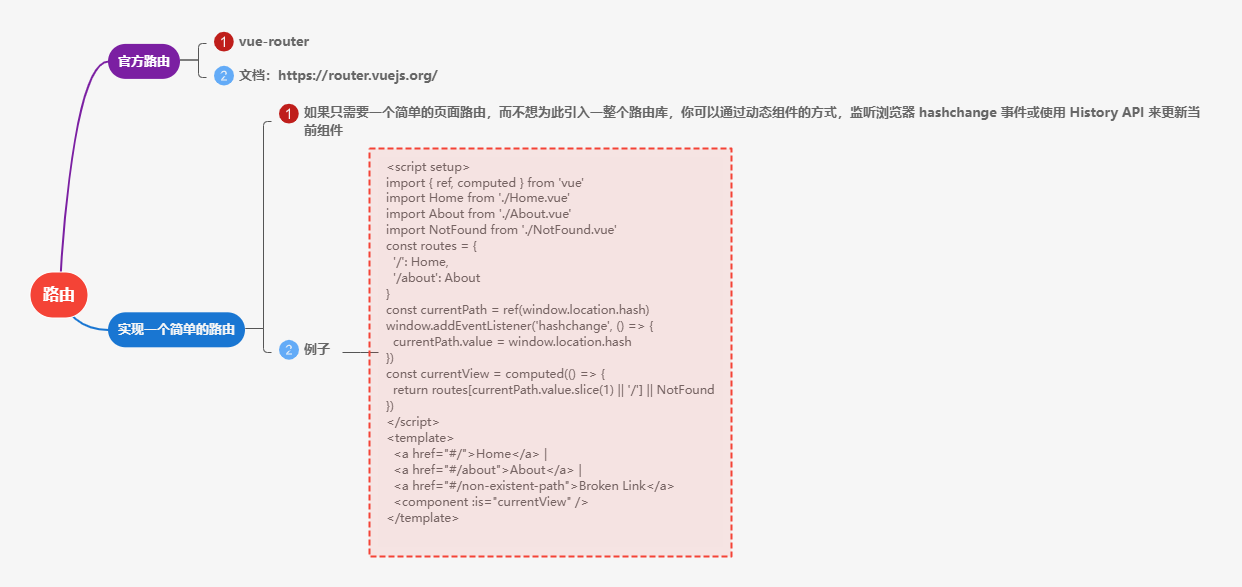 官方路由
1 vue-router
2 文档：https://router.vuejs.org/
路由
实现一个简单的路由
1 如果只需要一个简单的页面路由，而不想为此引入一整个路由库，你可以通过动态组件的方式，监听浏览器 hashchange 事件或使用 History API 来更新当
前组件
2 例子
<script setup>
import { ref, computed } from 'vue'
import Home from './Home.vue'
import About from './About.vue'
import NotFound from './NotFound.vue'
const routes = {
  '/': Home,
  '/about': About
}
const currentPath = ref(window.location.hash)
window.addEventListener('hashchange', () => {
  currentPath.value = window.location.hash
})
const currentView = computed(() => {
  return routes[currentPath.value.slice(1) || '/'] || NotFound
})
</script>
<template>
  <a href="#/">Home</a> |
  <a href="#/about">About</a> |
  <a href="#/non-existent-path">Broken Link</a>
  <component :is="currentView" />
</template>